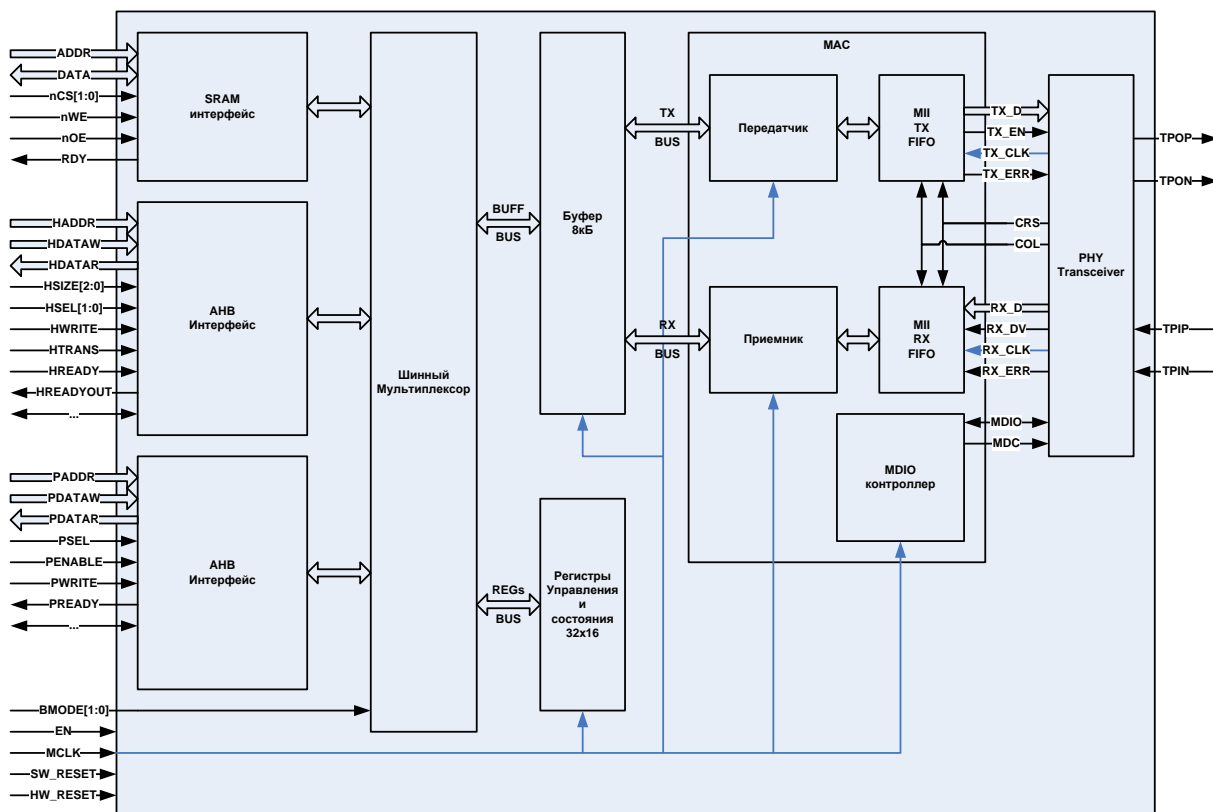 ADDR
DATA
nCS[1:0]
nWE
nOE
RDY
SRAM
интерфейс
HADDR
HDATAW
HDATAR
HSIZE[2:0]
HSEL[1:0]
HWRITE
HTRANS
HREADY
HREADYOUT
...
AHB
Интерфейс
PADDR
PDATAW
PDATAR
PSEL
PENABLE
PWRITE
PREADY
...
AHB
Интерфейс
BMODE[1:0]
EN
MCLK
SW_RESET
HW_RESET
Шинный
Мультиплексор
BUFF
BUS
REGs
BUS
Буфер
8кБ
Регистры
Управления
и
состояния
32x16
TX
BUS
RX
BUS
MAC
Передатчик
MII
TX
FIFO
Приемник
MII
RX
FIFO
MDIO
контроллер
TX_D
TX_EN
TX_CLK
TX_ERR
CRS
COL
RX_D
RX_DV
RX_CLK
RX_ERR
MDIO
MDC
PHY
Transceiver
TPOP
TPON
TPIP
TPIN